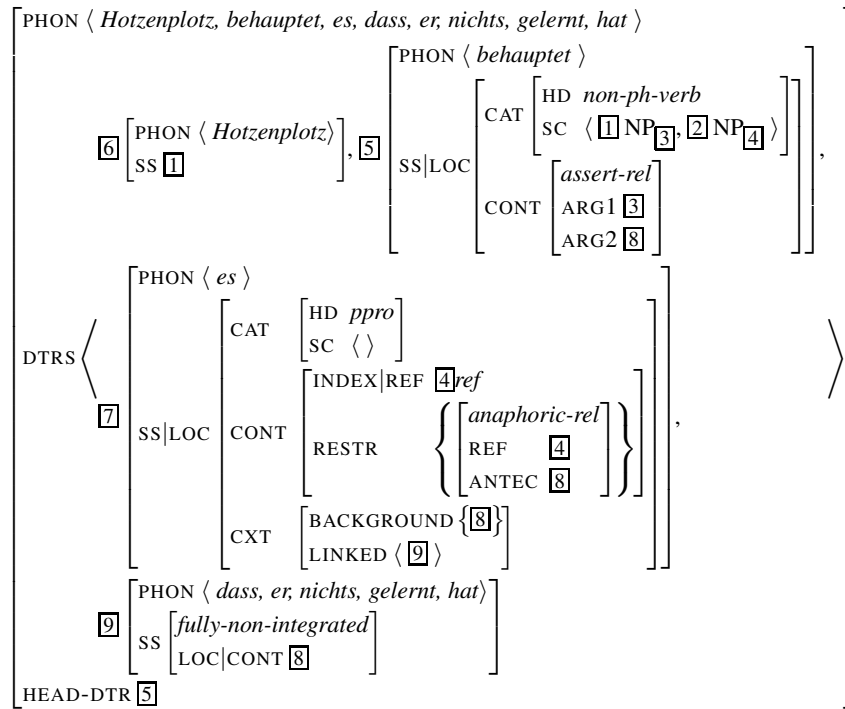 PHON ⟨ Hotzenplotz, behauptet, es, dass, er, nichts, gelernt, hat ⟩
PHON ⟨ behauptet ⟩
HD non-ph-verb
CAT
SC ⟨ 1 NP3, 2 NP4 ⟩
6 PHON ⟨ Hotzenplotz⟩ , 5 ,
SS 1
SS|LOC
assert-rel
CONT ARG1 3
ARG2 8
PHON ⟨ es ⟩
HD ppro
CAT
SC ⟨ ⟩
DTRS
INDEX|REF 4 ref
7 ,
anaphoric-rel
SS|LOC CONT
RESTR { REF 4 }
ANTEC 8
BACKGROUND {8}
CXT
LINKED ⟨ 9 ⟩
PHON ⟨ dass, er, nichts, gelernt, hat⟩
9 fully-non-integrated
SS
LOC|CONT 8
HEAD-DTR 5